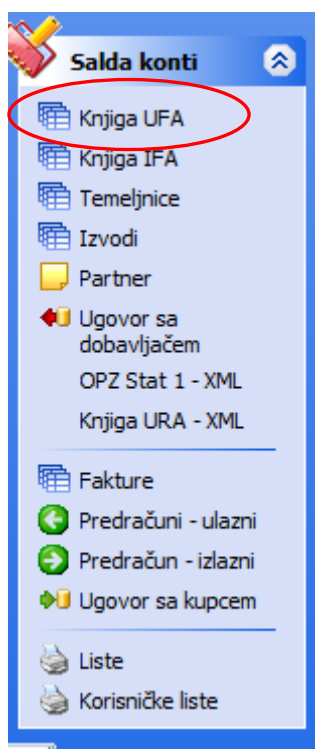 Salda konti
Knjiga UFA
Knjiga IFA
Temeljnice
Izvodi
Partner
Ugovor sa
dobavljačem
OPZ Stat 1 - XML
Knjiga URA - XML
Fakture
Predračuni - ulazni
Predračun - izlazni
Ugovor sa kupcem
Liste
Korisničke liste